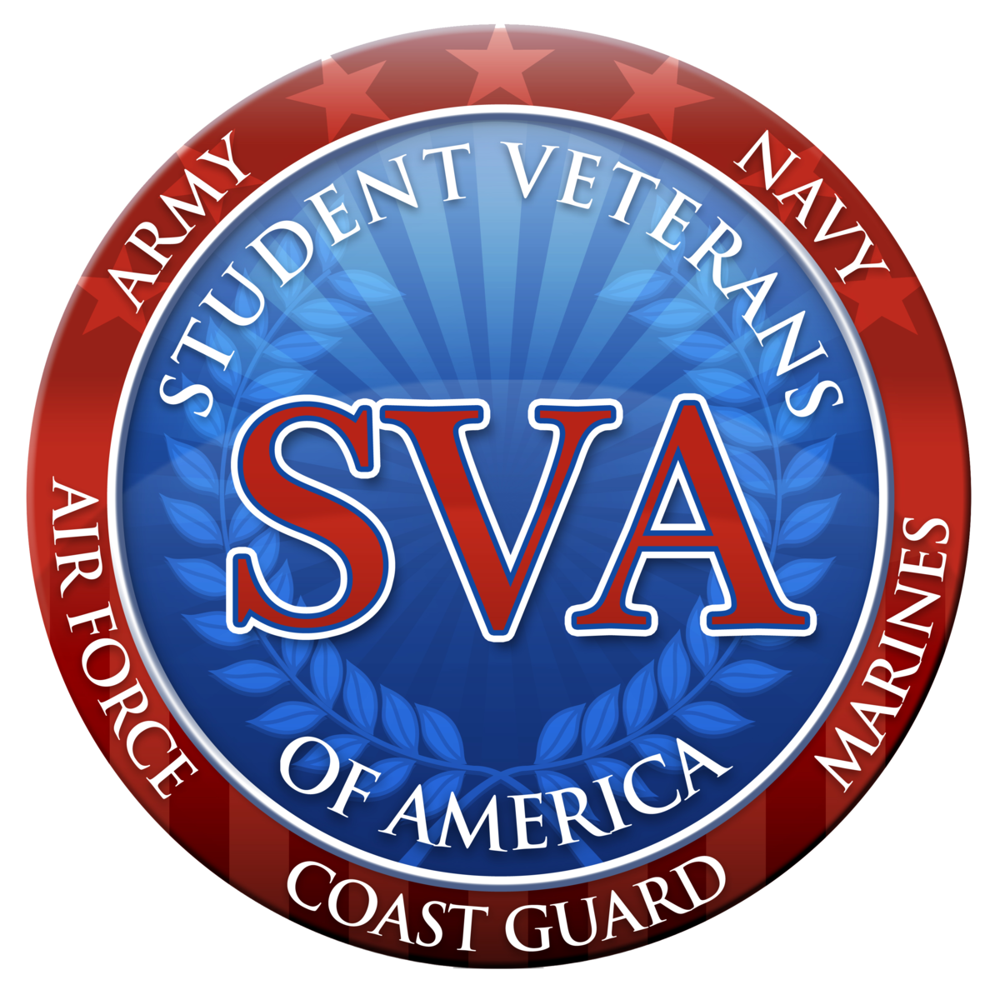 STUDENT VETERANS
SVA
OF AMERICA
ARMY
NAVY
AIR FORCE
MARINES
COAST GUARD